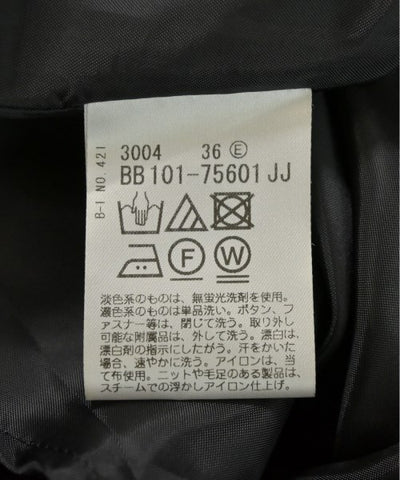 B-1 NO.421
3004 36 Ⓔ
BB101-75601 JJ
Ⓕ Ⓦ
淡色系のものは、無蛍光洗剤を使用。
濃色系のものは単品洗い。ボタン、フ
ァスナー等は、閉じて洗う。取り外し
可能な附属品は、外して洗う。漂白は、
漂白剤の指示にしたがう。汗をかいた
場合、速やかに洗う。アイロンは、当
て布使用。ニットや毛足のある製品は、
スチームでの浮かしアイロン仕上げ。